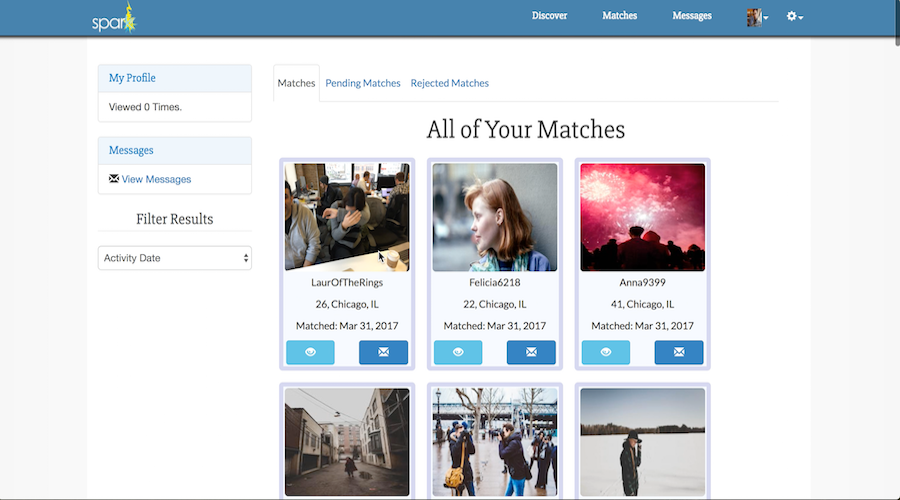 spark
Discover
Matches
Messages
My Profile
Viewed 0 Times.
Messages
View Messages
Filter Results
Activity Date
Matches
Pending Matches
Rejected Matches
All of Your Matches
LaurOfTheRings
26, Chicago, IL
Matched: Mar 31, 2017
Felicia6218
22, Chicago, IL
Matched: Mar 31, 2017
Anna9399
41, Chicago, IL
Matched: Mar 31, 2017